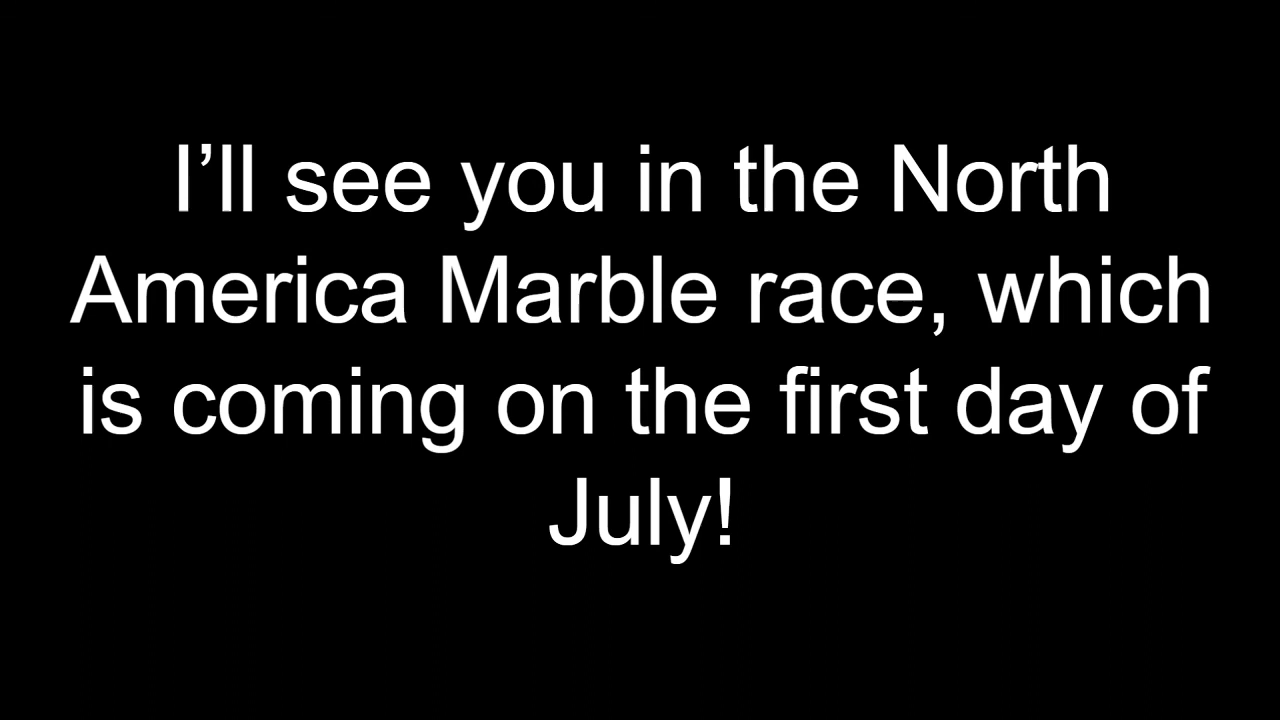 I’ll see you in the North
America Marble race, which
is coming on the first day of
July!